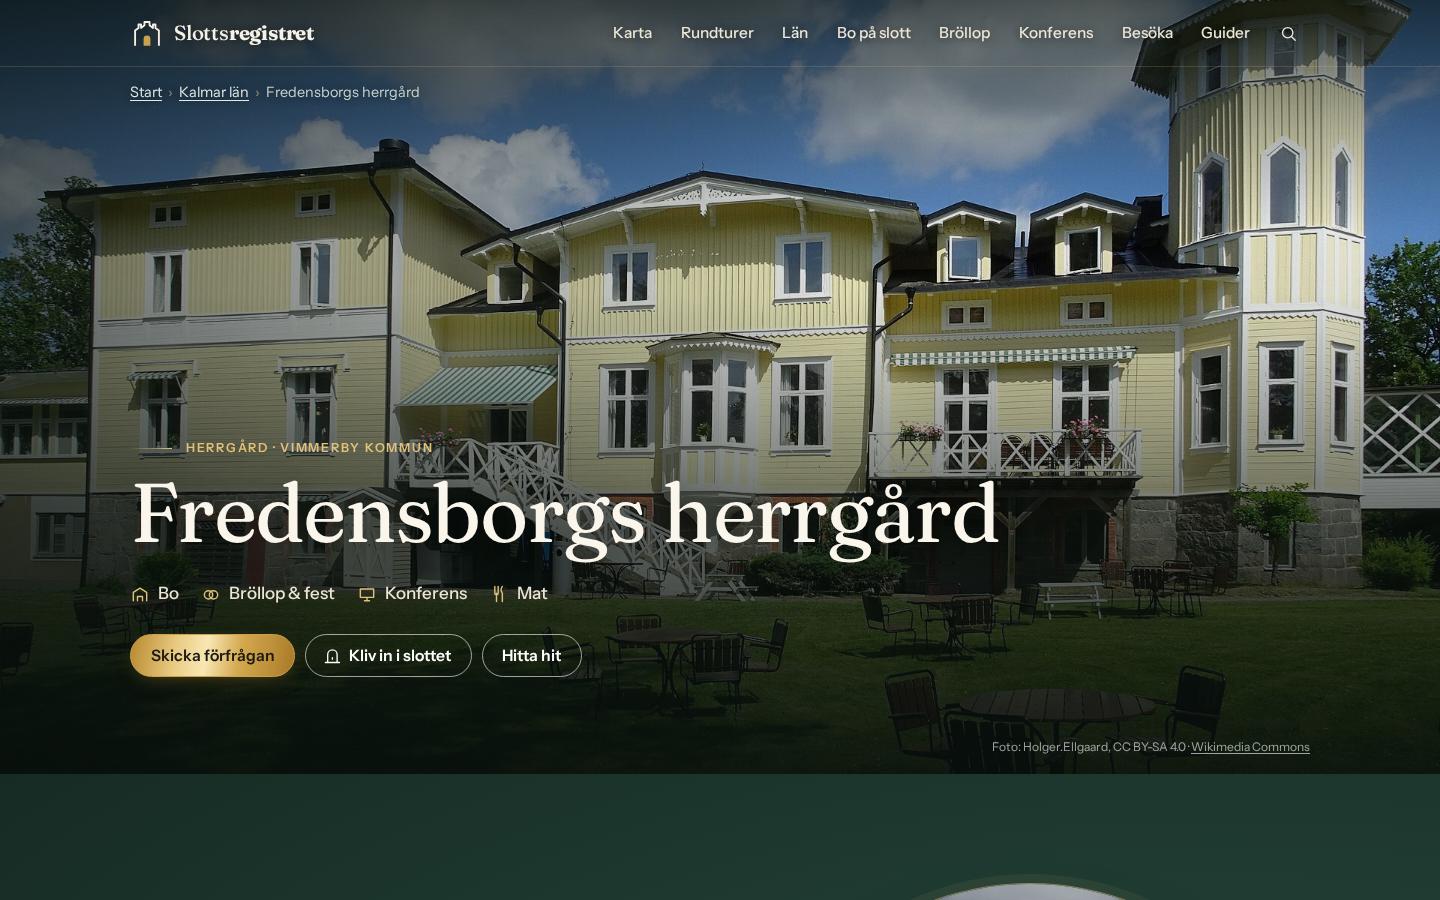 Slottsregistret
Karta Rundturer Län Bo på slott Bröllop Konferens Besöka Guider
Start › Kalmar län › Fredensborgs herrgård
HERRGÅRD · VIMMERBY KOMMUN
Fredensborgs herrgård
Bo Bröllop & fest Konferens Mat
Skicka förfrågan Kliv in i slottet Hitta hit
Foto: Holger.Ellgaard, CC BY-SA 4.0 · Wikimedia Commons